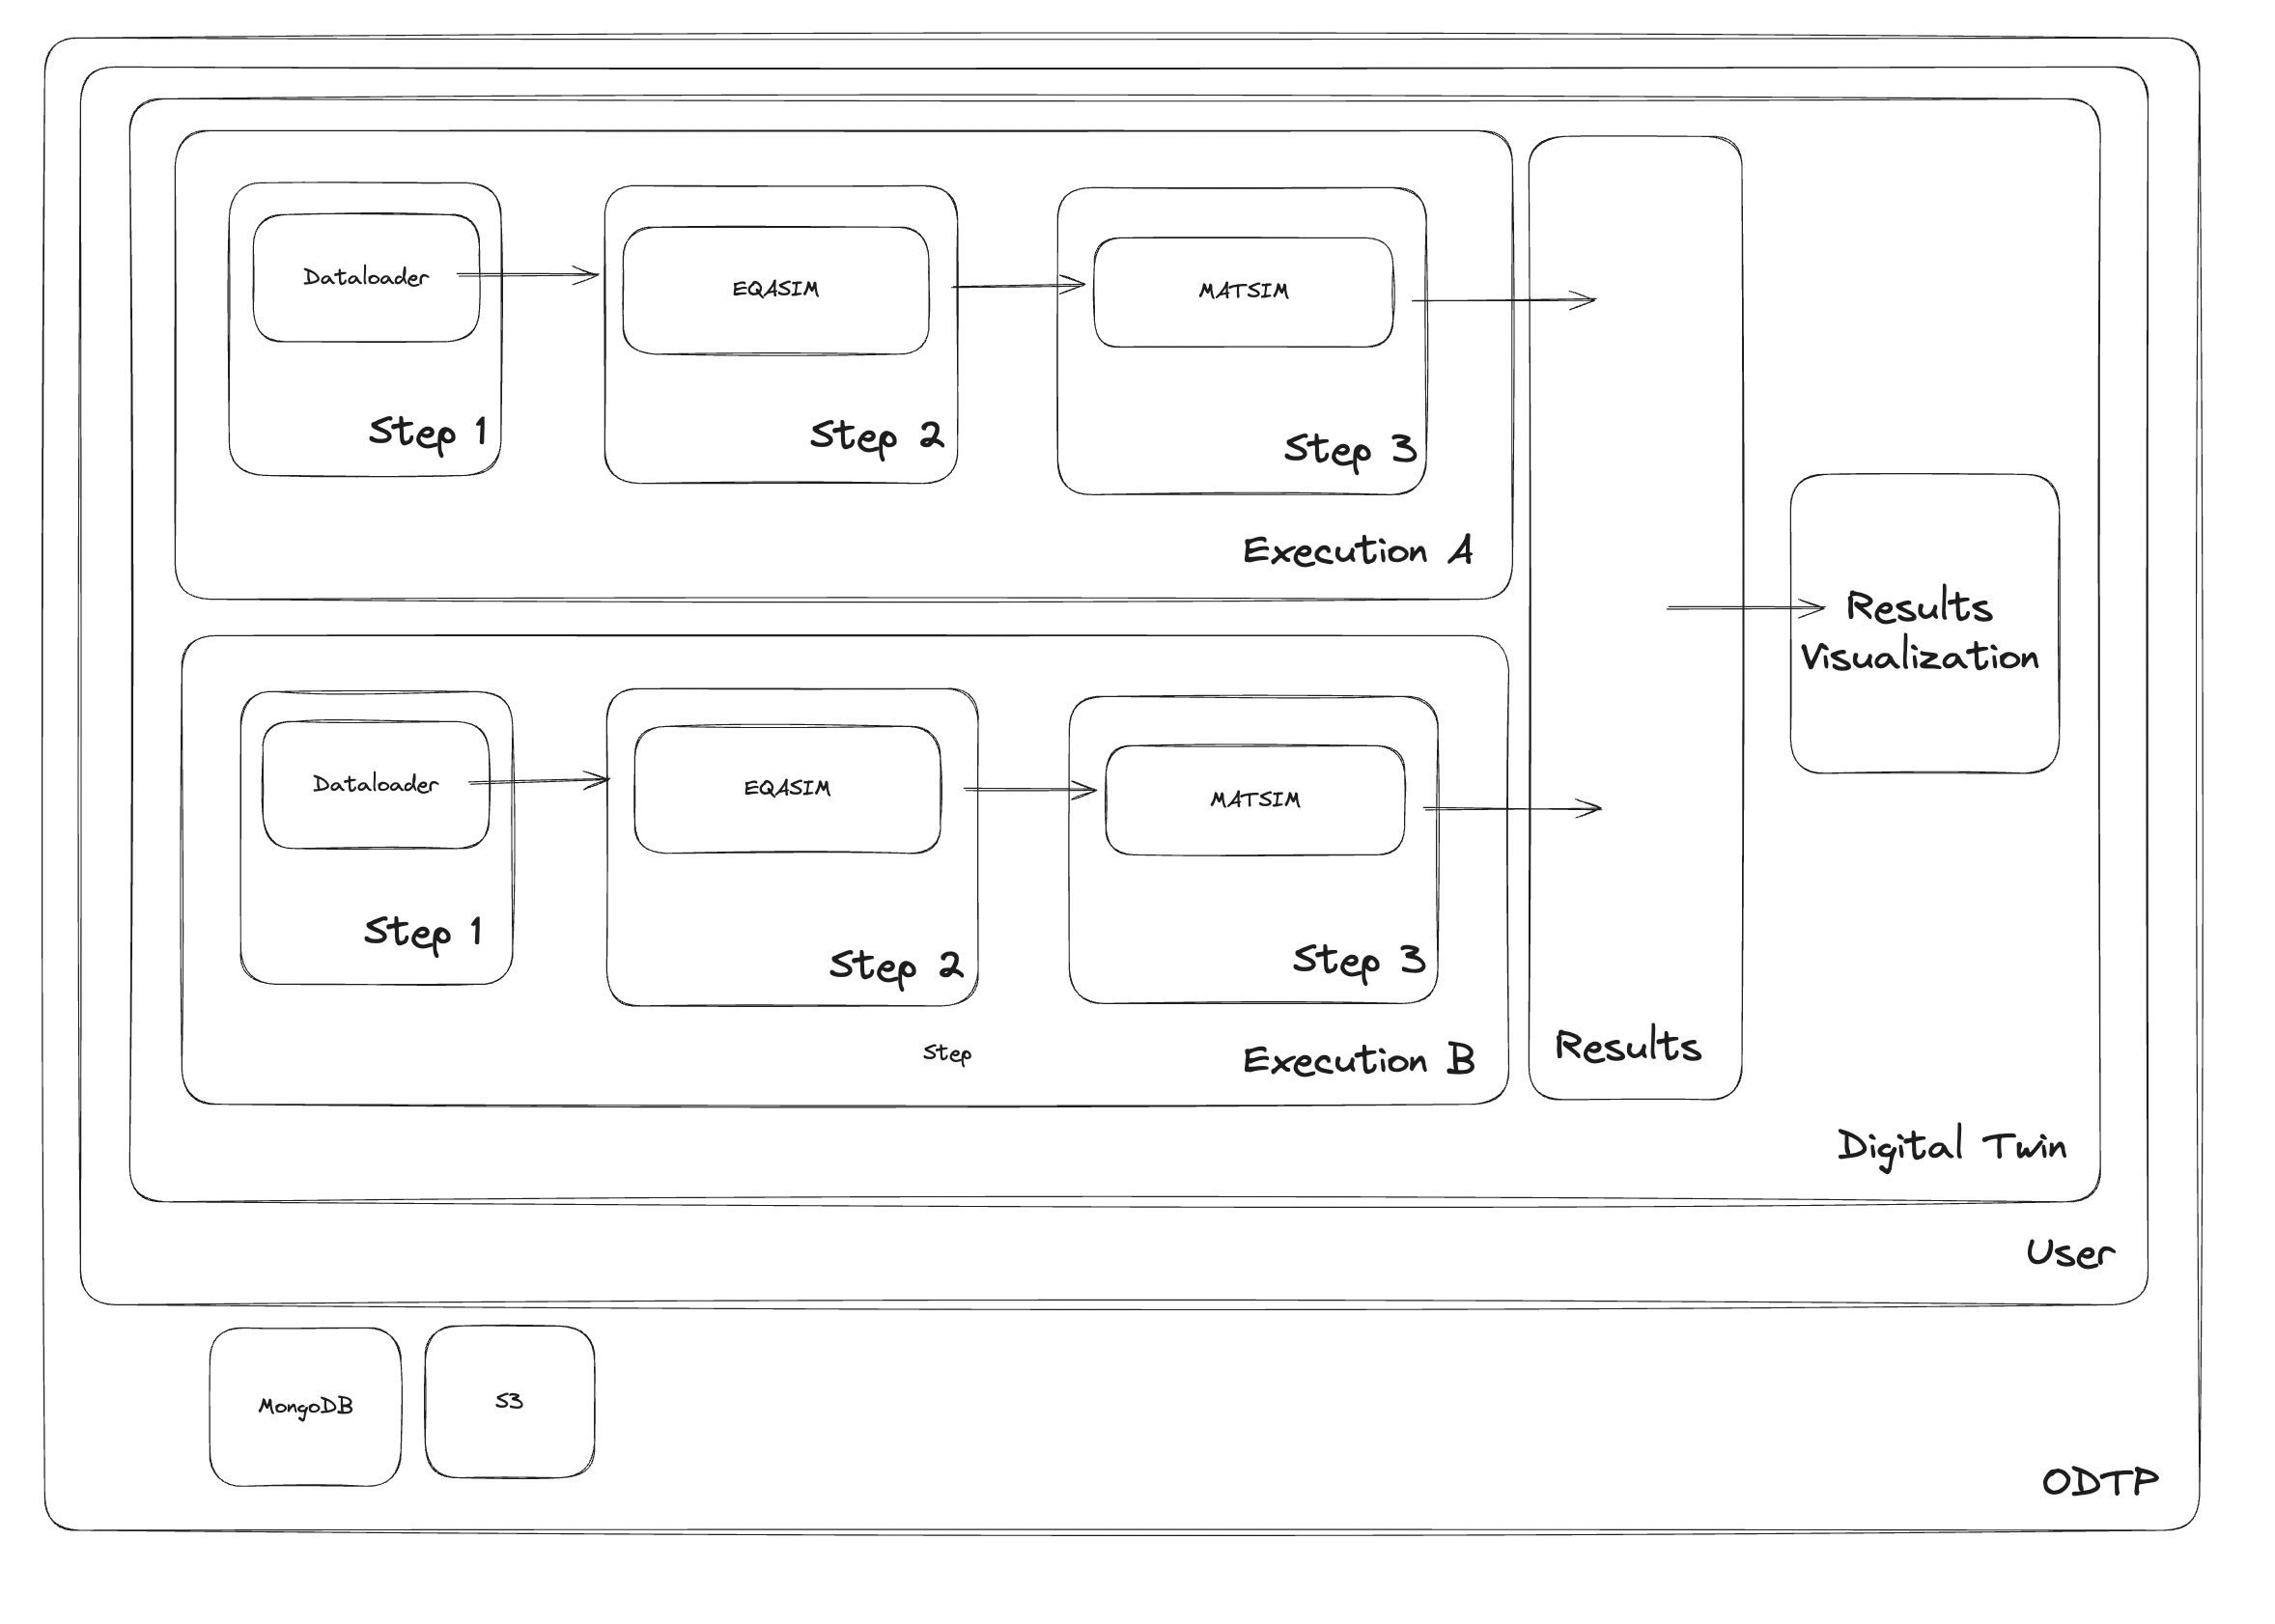 Dataloader
EQASIM
MATSIM
Step 1
Step 2
Step 3
Execution A
Dataloader
EQASIM
MATSIM
Step 1
Step 2
Step 3
Step
Execution B
Results
Results
Visualization
Digital Twin
User
MongoDB
S3
ODTP